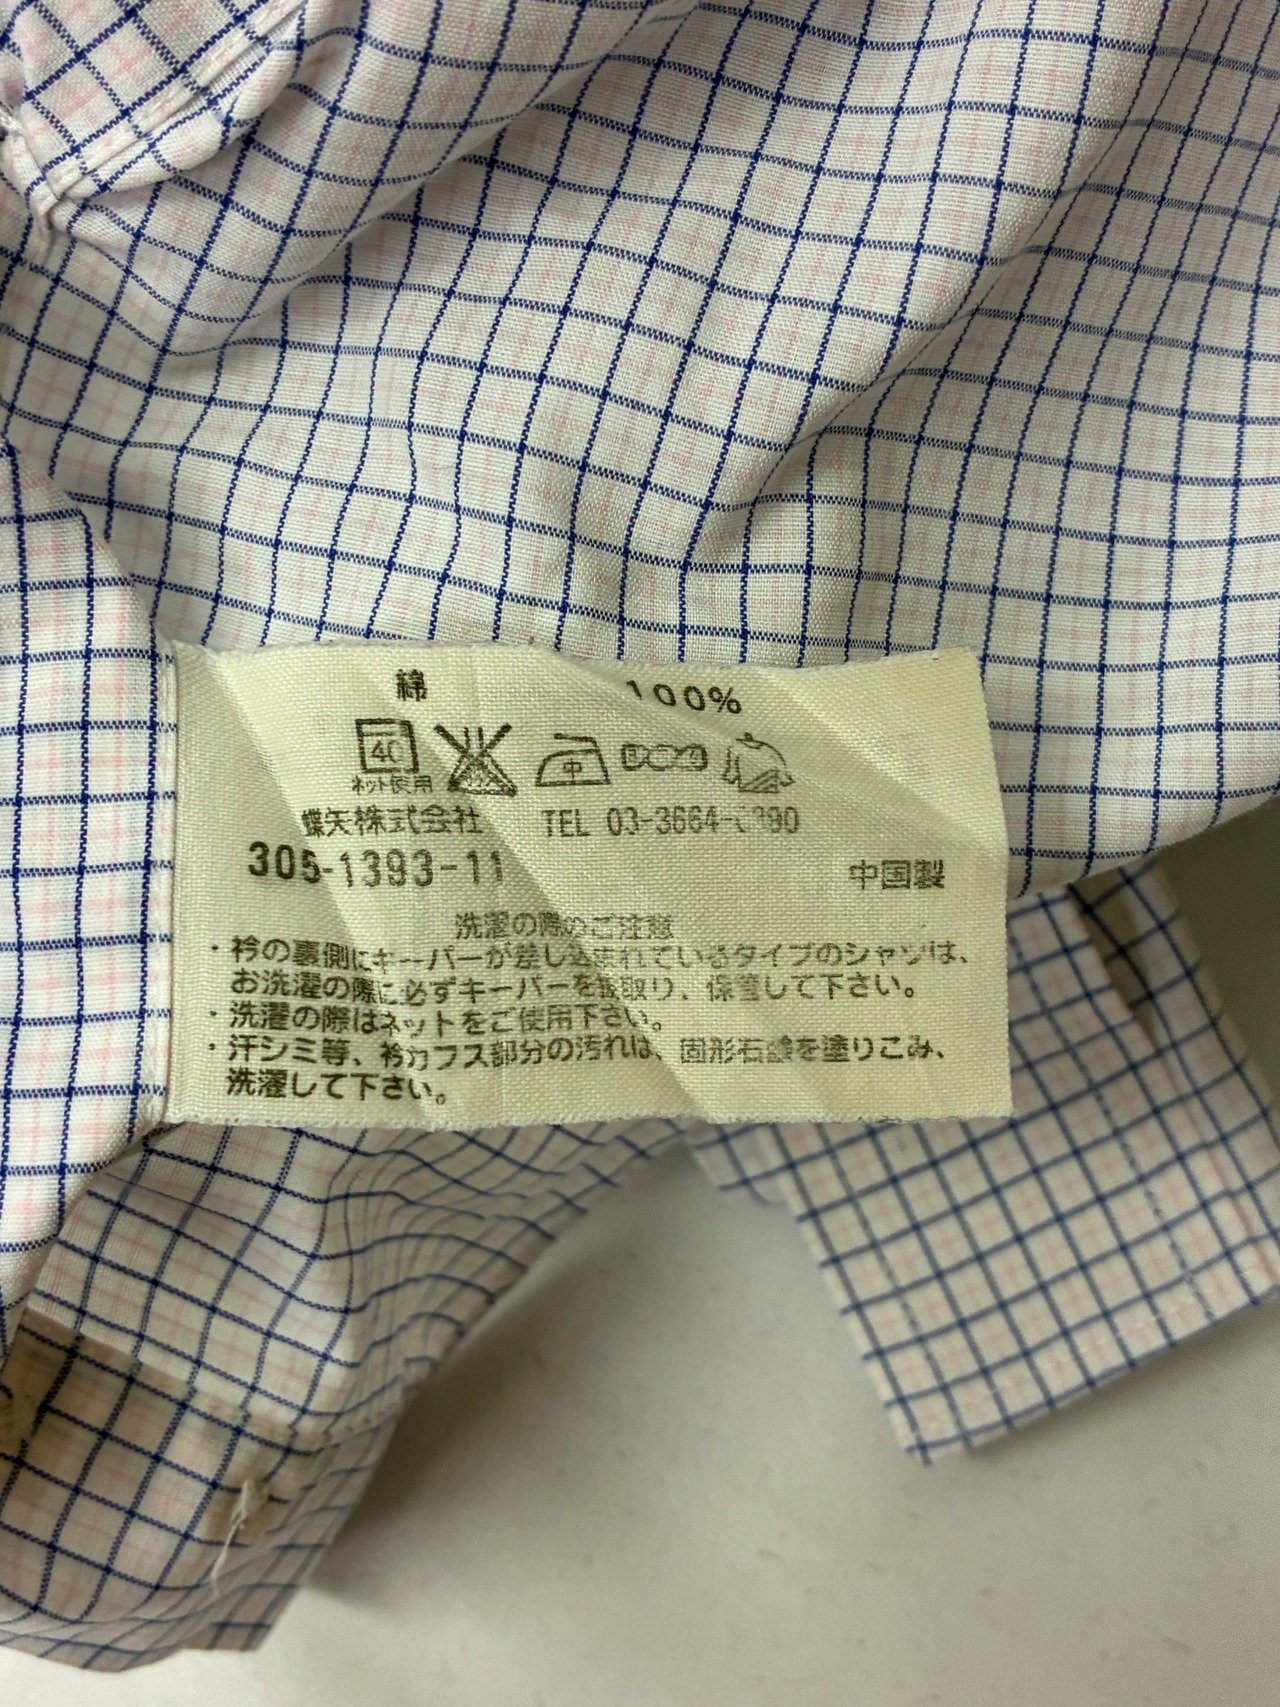 綿 100%
40 中
ネット使用
蝶矢株式会社 TEL 03-3664-
305-1393-11 中国製
洗濯の際のご注意
・衿の裏側にキーパーが差し込まれているタイプのシャツは、
お洗濯の際に必ずキーパーを抜取り、保管して下さい。
・洗濯の際はネットをご使用下さい。
・汗シミ等、衿カフス部分の汚れは、固形石鹸を塗りこみ、
洗濯して下さい。